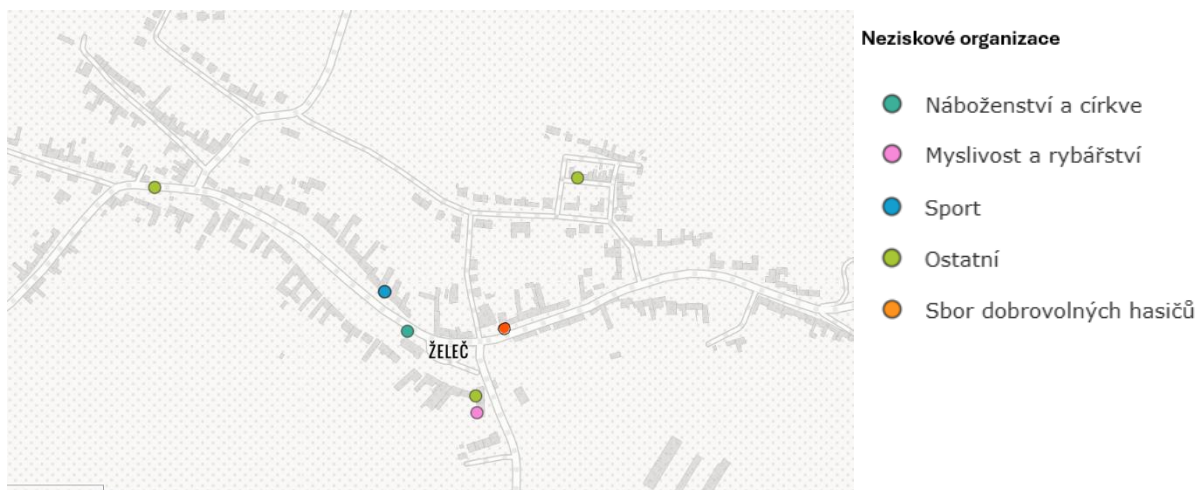 Neziskové organizace
Náboženství a církve
Myslivost a rybářství
Sport
Ostatní
Sbor dobrovolných hasičů
ŽELEČ